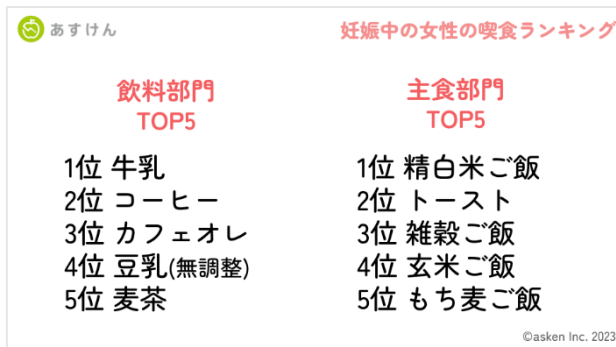 あすけん
妊娠中の女性の喫食ランキング
飲料部門
TOP5
1位 牛乳
2位 コーヒー
3位 カフェオレ
4位 豆乳(無調整)
5位 麦茶
主食部門
TOP5
1位 精白米ご飯
2位 トースト
3位 雑穀ご飯
4位 玄米ご飯
5位 もち麦ご飯
©asken Inc. 2023